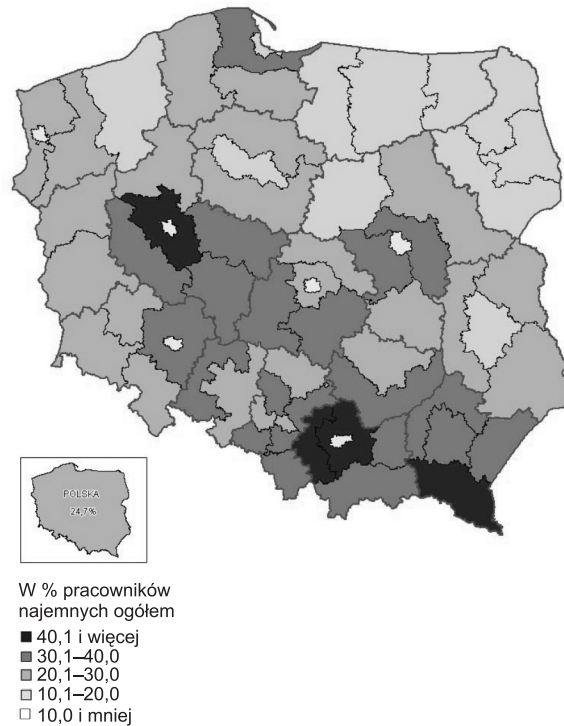 POLSKA
24,7%
W % pracowników
najemnych ogółem
40,1 i więcej
30,1–40,0
20,1–30,0
10,1–20,0
10,0 i mniej